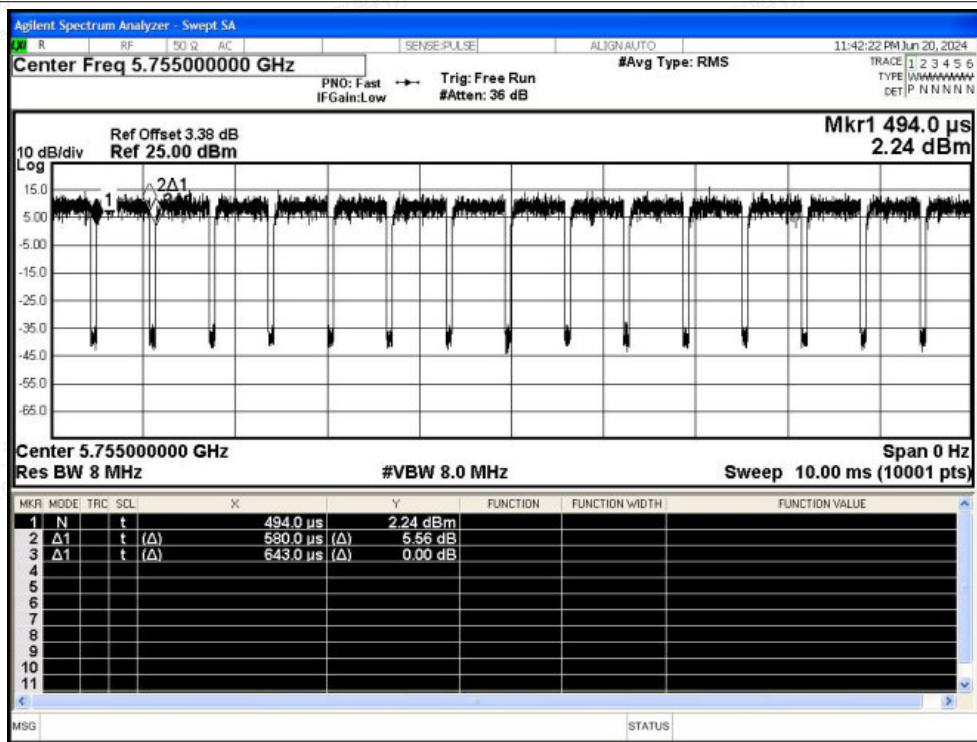 Agilent Spectrum Analyzer - Swept SA
LXI R RF 50 Ω AC SENSE:PULSE ALIGN AUTO 11:42:22 PM Jun 20, 2024
Center Freq 5.755000000 GHz #Avg Type: RMS TRACE 1 2 3 4 5 6
PNO: Fast Trig: Free Run TYPE WWWWWW
IFGain:Low #Atten: 36 dB DET P N N N N N
Mkr1 494.0 µs
Ref Offset 3.38 dB
10 dB/div Ref 25.00 dBm 2.24 dBm
Log
15.0
2Δ1
1
5.00
-5.00
-15.0
-25.0
-35.0
-45.0
-55.0
-65.0
Center 5.755000000 GHz Span 0 Hz
Res BW 8 MHz #VBW 8.0 MHz Sweep 10.00 ms (10001 pts)
MKR MODE TRC SCL X Y FUNCTION FUNCTION WIDTH FUNCTION VALUE
1 N t 494.0 µs 2.24 dBm
2 Δ1 t (Δ) 580.0 µs (Δ) 5.56 dB
3 Δ1 t (Δ) 643.0 µs (Δ) 0.00 dB
4
5
6
7
8
9
10
11
MSG STATUS